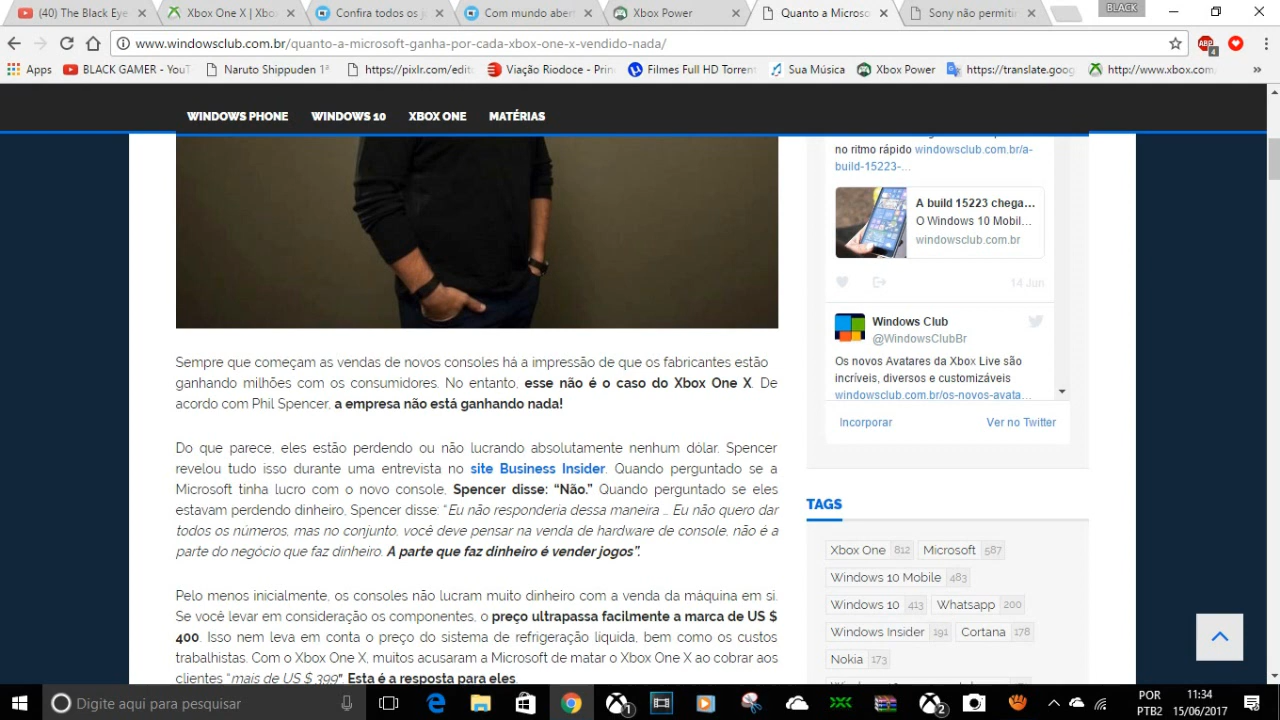 (40) The Black Eye
Xbox One X | Xbo
Confira todos os j
Com mundo aber
Xbox Power
Quanto a Microso
Sony não permitir
BLACK
www.windowsclub.com.br/quanto-a-microsoft-ganha-por-cada-xbox-one-x-vendido-nada/
ABP
4
Apps
BLACK GAMER - YouT
Naruto Shippuden 1ª
https://pixlr.com/edito
Viação Riodoce - Prin
Filmes Full HD Torrent
Sua Música
Xbox Power
https://translate.goog
http://www.xbox.com
»
WINDOWS PHONE
WINDOWS 10
XBOX ONE
MATÉRIAS
Sempre que começam as vendas de novos consoles há a impressão de que os fabricantes estão
ganhando milhões com os consumidores. No entanto, esse não é o caso do Xbox One X. De
acordo com Phil Spencer, a empresa não está ganhando nada!
Do que parece, eles estão perdendo ou não lucrando absolutamente nenhum dólar. Spencer
revelou tudo isso durante uma entrevista no site Business Insider. Quando perguntado se a
Microsoft tinha lucro com o novo console, Spencer disse: “Não.” Quando perguntado se eles
estavam perdendo dinheiro, Spencer disse: “Eu não responderia dessa maneira … Eu não quero dar
todos os números, mas no conjunto, você deve pensar na venda de hardware de console, não é a
parte do negócio que faz dinheiro. A parte que faz dinheiro é vender jogos”.
Pelo menos inicialmente, os consoles não lucram muito dinheiro com a venda da máquina em si.
Se você levar em consideração os componentes, o preço ultrapassa facilmente a marca de US $
400. Isso nem leva em conta o preço do sistema de refrigeração líquida, bem como os custos
trabalhistas. Com o Xbox One X, muitos acusaram a Microsoft de matar o Xbox One X ao cobrar aos
clientes “mais de US $ 399”. Esta é a resposta para eles.
no ritmo rápido windowsclub.com.br/a-
build-15223-…
A build 15223 chega…
O Windows 10 Mobil…
windowsclub.com.br
14 Jun
Windows Club
@WindowsClubBr
Os novos Avatares da Xbox Live são
incríveis, diversos e customizáveis
windowsclub.com.br/os-novos-avata…
Incorporar
Ver no Twitter
TAGS
Xbox One 812 Microsoft 587
Windows 10 Mobile 483
Windows 10 413 Whatsapp 200
Windows Insider 191 Cortana 178
Nokia 173
Digite aqui para pesquisar
1
2
POR
PTB2
11:34
15/06/2017